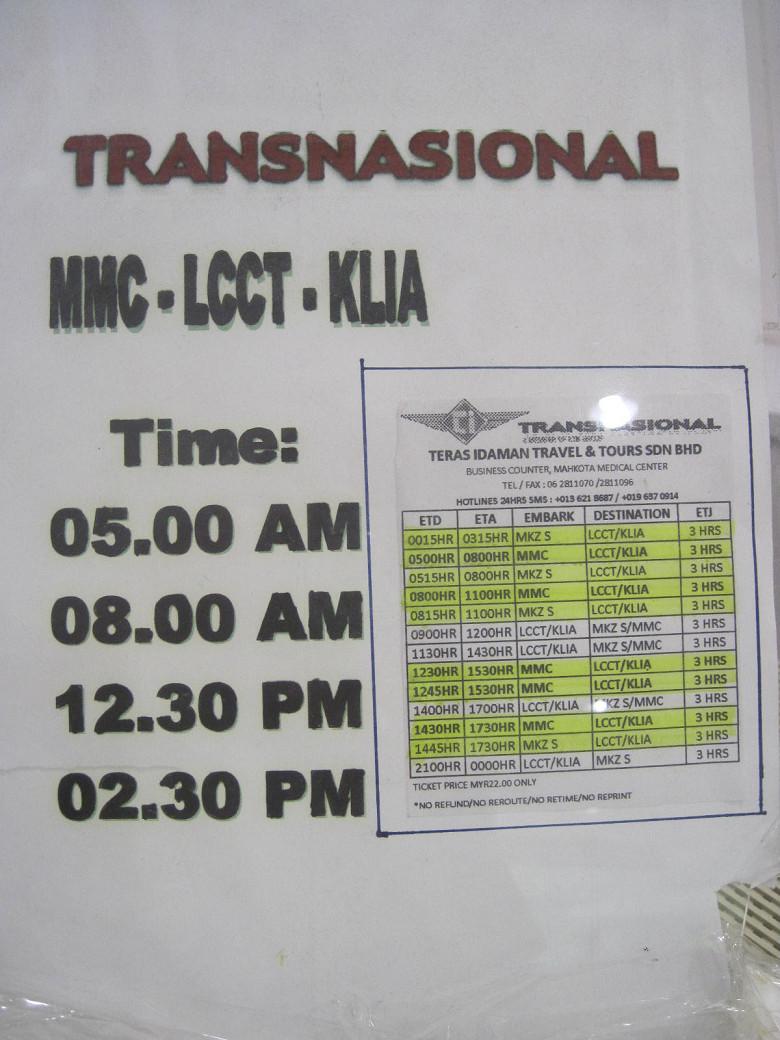 TRANSNASIONAL
MMC - LCCT - KLIA
Time:
05.00 AM
08.00 AM
12.30 PM
02.30 PM
TRANSNASIONAL
TERAS IDAMAN TRAVEL & TOURS SDN BHD
BUSINESS COUNTER, MAHKOTA MEDICAL CENTER
TEL / FAX : 06 2811070 /2811096
HOTLINES 24HRS SMS : +013 621 8687 / +019 637 0914
ETD ETA EMBARK DESTINATION ETJ
0015HR 0315HR MKZ S LCCT/KLIA 3 HRS
0500HR 0800HR MMC LCCT/KLIA 3 HRS
0515HR 0800HR MKZ S LCCT/KLIA 3 HRS
0800HR 1100HR MMC LCCT/KLIA 3 HRS
0815HR 1100HR MKZ S LCCT/KLIA 3 HRS
0900HR 1200HR LCCT/KLIA MKZ S/MMC 3 HRS
1130HR 1430HR LCCT/KLIA MKZ S/MMC 3 HRS
1230HR 1530HR MMC LCCT/KLIA 3 HRS
1245HR 1530HR MMC LCCT/KLIA 3 HRS
1400HR 1700HR LCCT/KLIA MKZ S/MMC 3 HRS
1430HR 1730HR MMC LCCT/KLIA 3 HRS
1445HR 1730HR MKZ S LCCT/KLIA 3 HRS
2100HR 0000HR LCCT/KLIA MKZ S 3 HRS
TICKET PRICE MYR22.00 ONLY
*NO REFUND/NO REROUTE/NO RETIME/NO REPRINT